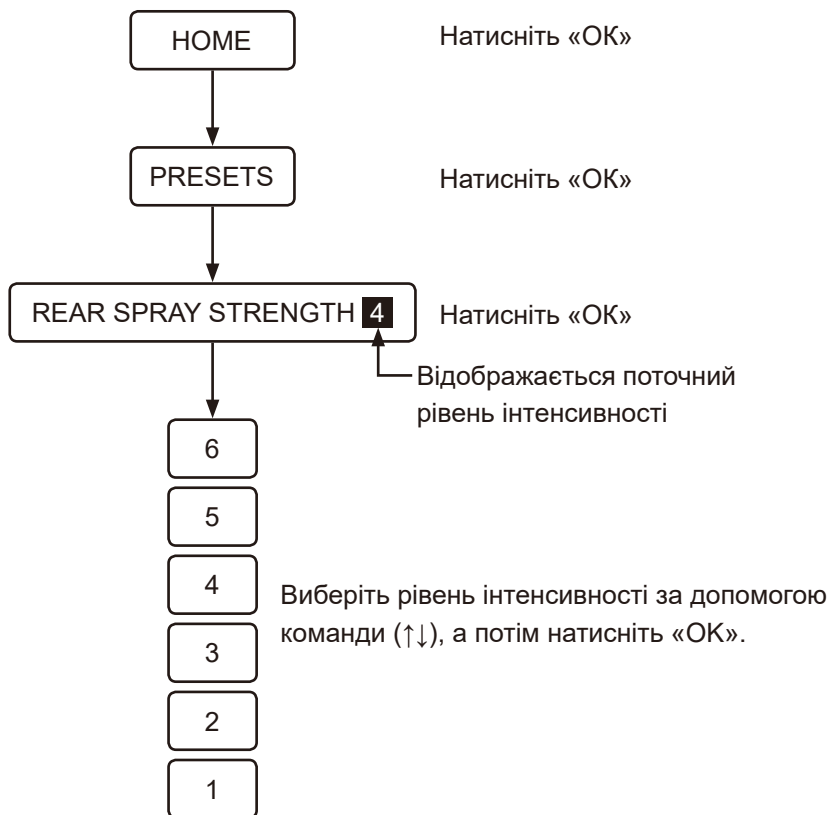 HOME
Натисніть «ОК»
PRESETS
Натисніть «ОК»
REAR SPRAY STRENGTH 4
Натисніть «ОК»
Відображається поточний
рівень інтенсивності
6
5
4
Виберіть рівень інтенсивності за допомогою
команди (↑↓), а потім натисніть «OK».
3
2
1